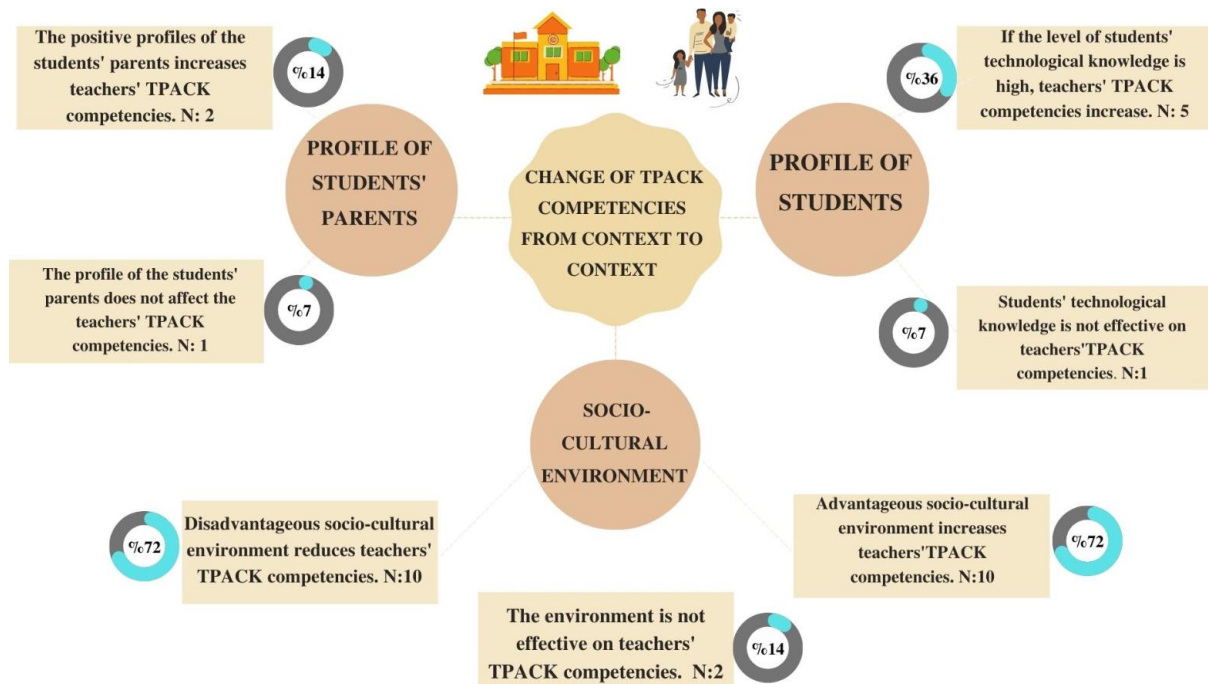 The positive profiles of the
students' parents increases
teachers' TPACK
competencies. N: 2
%14
PROFILE OF
STUDENTS'
PARENTS
The profile of the students'
parents does not affect the
teachers' TPACK
competencies. N: 1
%7
CHANGE OF TPACK
COMPETENCIES
FROM CONTEXT TO
CONTEXT
%36
If the level of students'
technological knowledge is
high, teachers' TPACK
competencies increase. N: 5
PROFILE OF
STUDENTS
%7
Students' technological
knowledge is not effective on
teachers'TPACK
competencies. N:1
SOCIO-
CULTURAL
ENVIRONMENT
%72
Disadvantageous socio-cultural
environment reduces teachers'
TPACK competencies. N:10
The environment is not
effective on teachers'
TPACK competencies. N:2
%14
Advantageous socio-cultural
environment increases
teachers'TPACK
competencies. N:10
%72